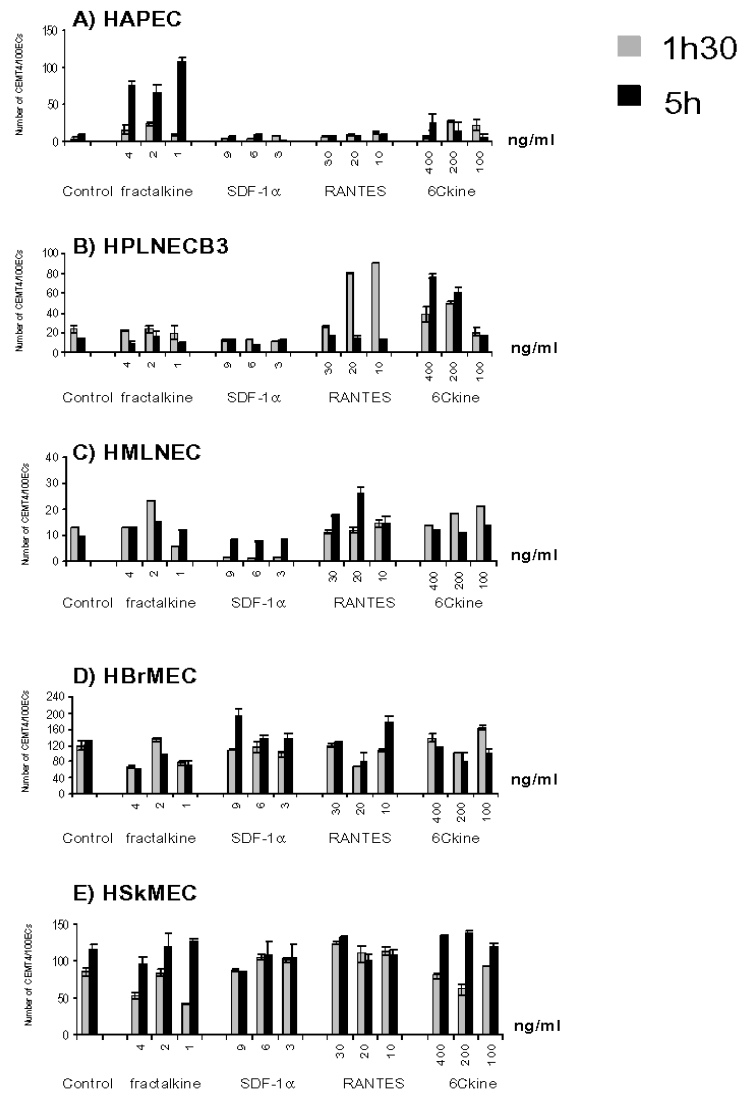 A) HAPEC
1h30
5h
Number of CEMT4/100ECs
150
100
50
0
4 2 1 9 6 3 30 20 10 400 200 100
ng/ml
Control fractalkine SDF-1α RANTES 6Ckine
B) HPLNECB3
Number of CEMT4/100ECs
100
80
60
40
20
0
4 2 1 9 6 3 30 20 10 400 200 100
ng/ml
Control fractalkine SDF-1α RANTES 6Ckine
C) HMLNEC
Number of CEMT4/100ECs
40
30
20
10
0
4 2 1 9 6 3 30 20 10 400 200 100
ng/ml
Control fractalkine SDF-1α RANTES 6Ckine
D) HBrMEC
Number of CEMT4/100ECs
240
200
160
120
80
40
0
4 2 1 9 6 3 30 20 10 400 200 100
ng/ml
Control fractalkine SDF-1α RANTES 6Ckine
E) HSkMEC
Number of CEMT4/100ECs
150
100
50
0
4 2 1 9 6 3 30 20 10 400 200 100
ng/ml
Control fractalkine SDF-1α RANTES 6Ckine